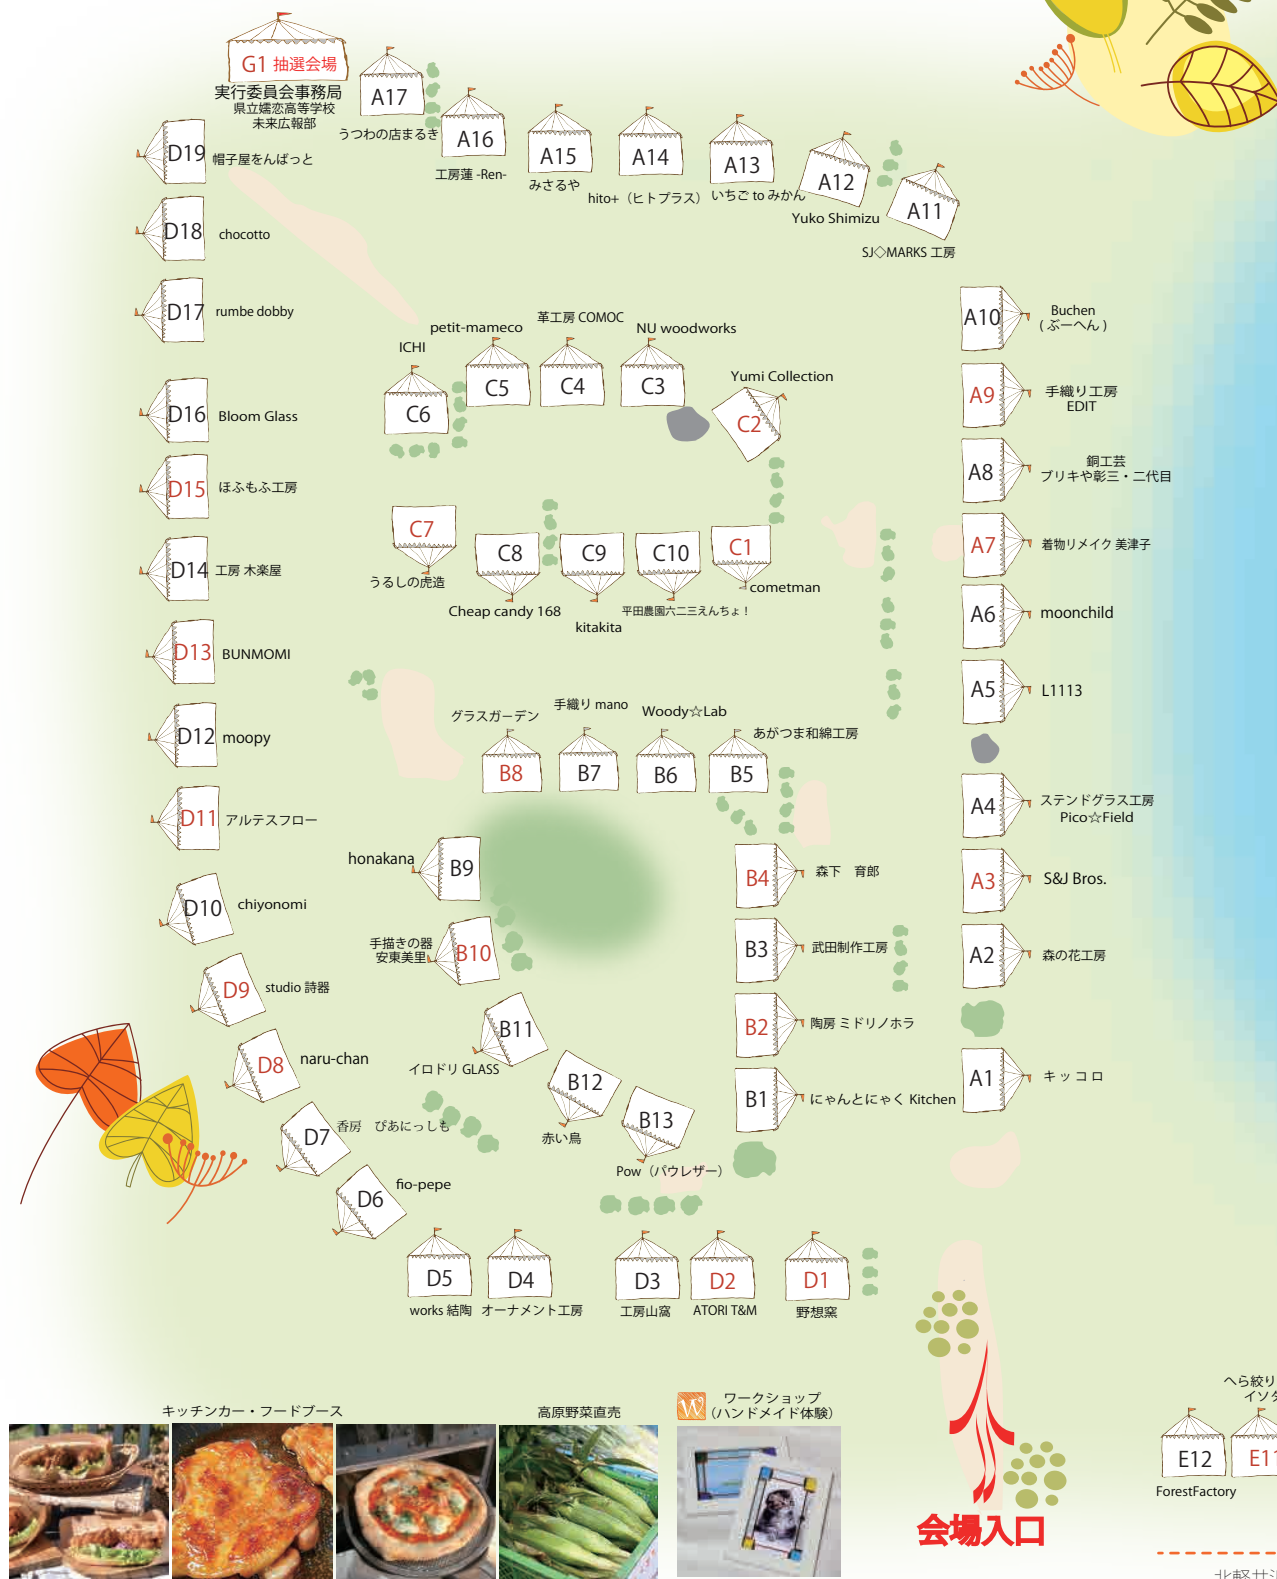 G1 抽選会場
実行委員会事務局
県立嬬恋高等学校
未来広報部
A17
うつわの店まるき
A16
工房蓮 -Ren-
A15
みさるや
A14
hito+（ヒトプラス）
A13
いちご to みかん
A12
Yuko Shimizu
A11
SJ◇MARKS 工房
D19
帽子屋をんばっと
D18
chocotto
D17
rumbe dobby
D16
Bloom Glass
D15
ほふもふ工房
D14
工房 木楽屋
D13
BUNMOMI
D12
moopy
D11
アルテスフロー
D10
chiyonomi
D9
studio 詩器
D8
naru-chan
D7
香房　ぴあにっしも
D6
fio-pepe
D5
works 結陶
D4
オーナメント工房
D3
工房山窩
D2
ATORI T&M
D1
野想窯
ICHI
C6
petit-mameco
C5
革工房 COMOC
C4
NU woodworks
C3
Yumi Collection
C2
C7
うるしの虎造
C8
Cheap candy 168
C9
kitakita
C10
平田農園六二三えんちょ！
C1
cometman
A10
Buchen
( ぶーへん )
A9
手織り工房
EDIT
A8
銅工芸
ブリキや彰三・二代目
A7
着物リメイク 美津子
A6
moonchild
A5
L1113
A4
ステンドグラス工房
Pico☆Field
A3
S&J Bros.
A2
森の花工房
A1
キッコロ
グラスガーデン
B8
手織り mano
B7
Woody☆Lab
B6
あがつま和綿工房
B5
honakana
B9
手描きの器
安東美里
B10
B11
イロドリ GLASS
B12
赤い鳥
B13
Pow（パウレザー）
B4
森下　育郎
B3
武田制作工房
B2
陶房 ミドリノホラ
B1
にゃんとにゃく Kitchen
キッチンカー・フードブース
高原野菜直売
W
ワークショップ
（ハンドメイド体験）
会場入口
へら絞り
イソ
E12
E11
ForestFactory
北軽井